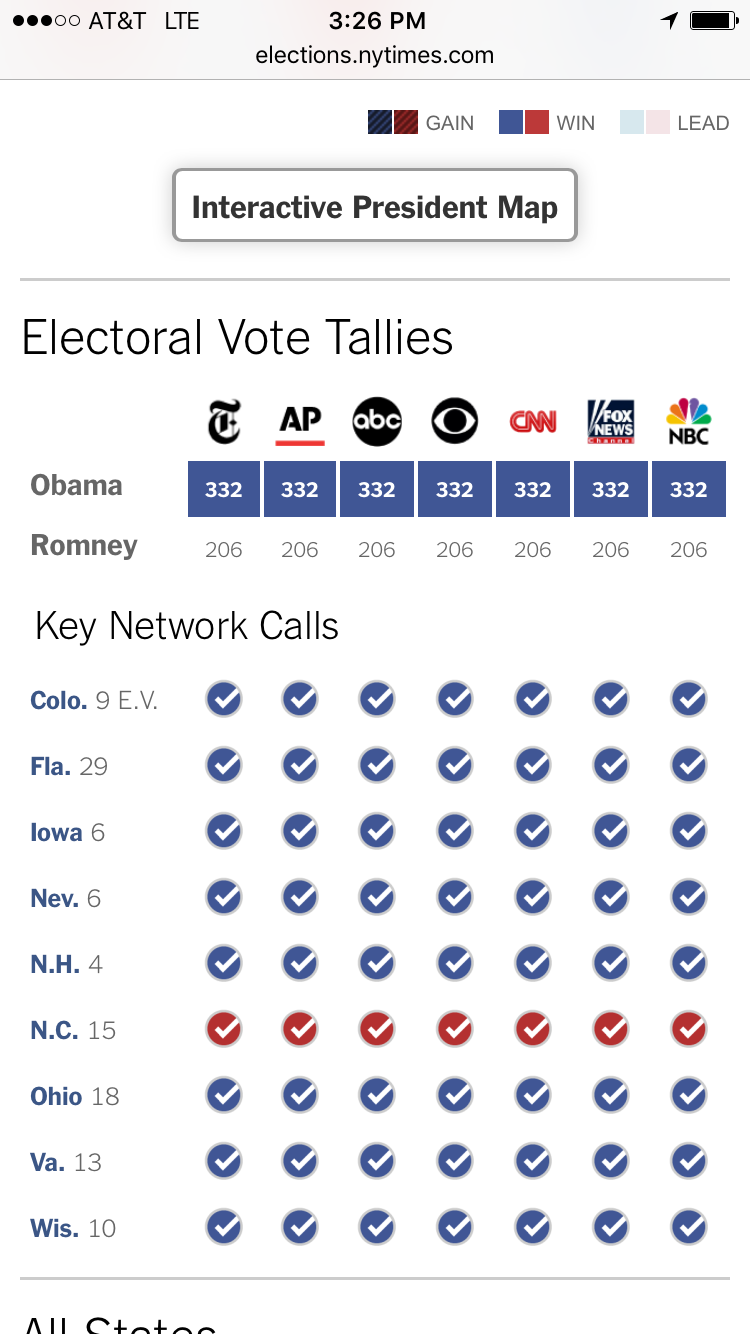 AT&T LTE 3:26 PM
elections.nytimes.com
GAIN WIN LEAD
Interactive President Map
Electoral Vote Tallies
T AP abc CNN FOX NEWS Channel NBC
Obama 332 332 332 332 332 332 332
Romney 206 206 206 206 206 206 206
Key Network Calls
Colo. 9 E.V.
Fla. 29
Iowa 6
Nev. 6
N.H. 4
N.C. 15
Ohio 18
Va. 13
Wis. 10
All States